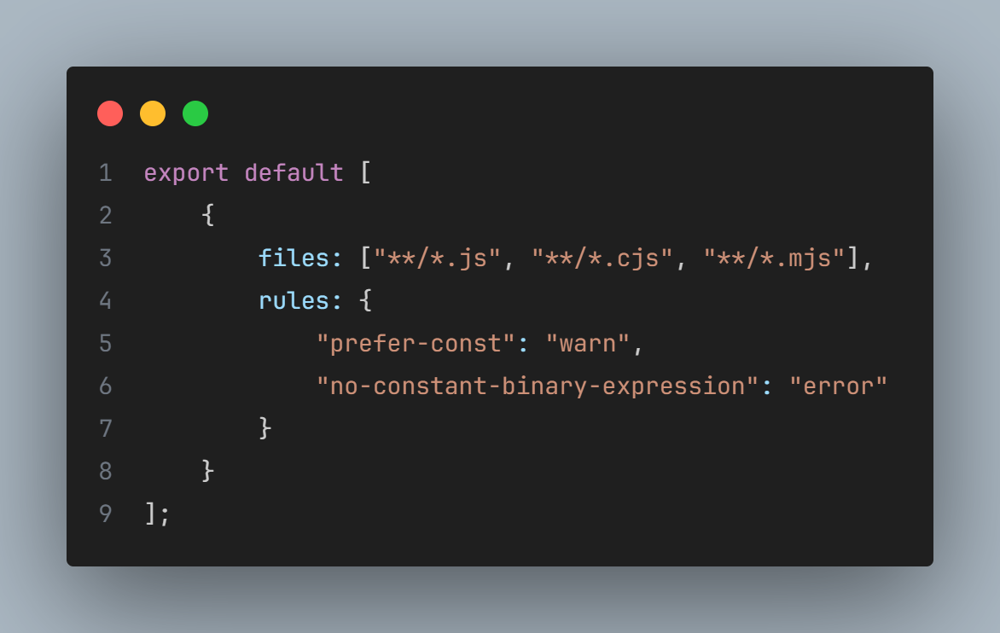 1 export default [
2     {
3         files: ["**/*.js", "**/*.cjs", "**/*.mjs"],
4         rules: {
5             "prefer-const": "warn",
6             "no-constant-binary-expression": "error"
7         }
8     }
9 ];